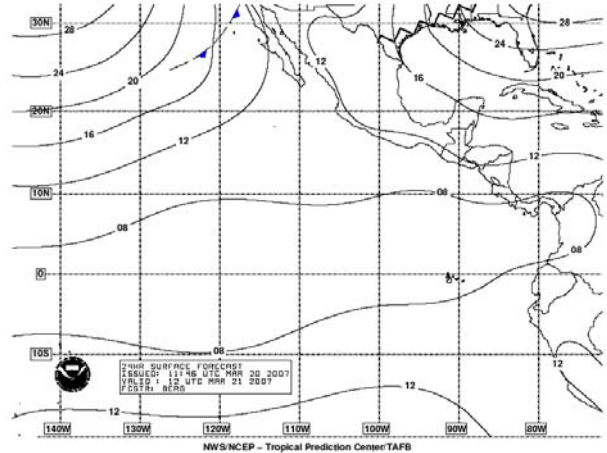 30N
28
28
24
24
12
20
20
16
20N
16
12
12
10N
08
08
08
0
08
10S
24HR SURFACE FORECAST
ISSUED: 11:46 UTC MAR 20 2007
VALID : 12 UTC MAR 21 2007
FCSTR: BERG
12
12
12
140W
130W
120W
110W
100W
90W
80W
NWS/NCEP – Tropical Prediction Center/TAFB